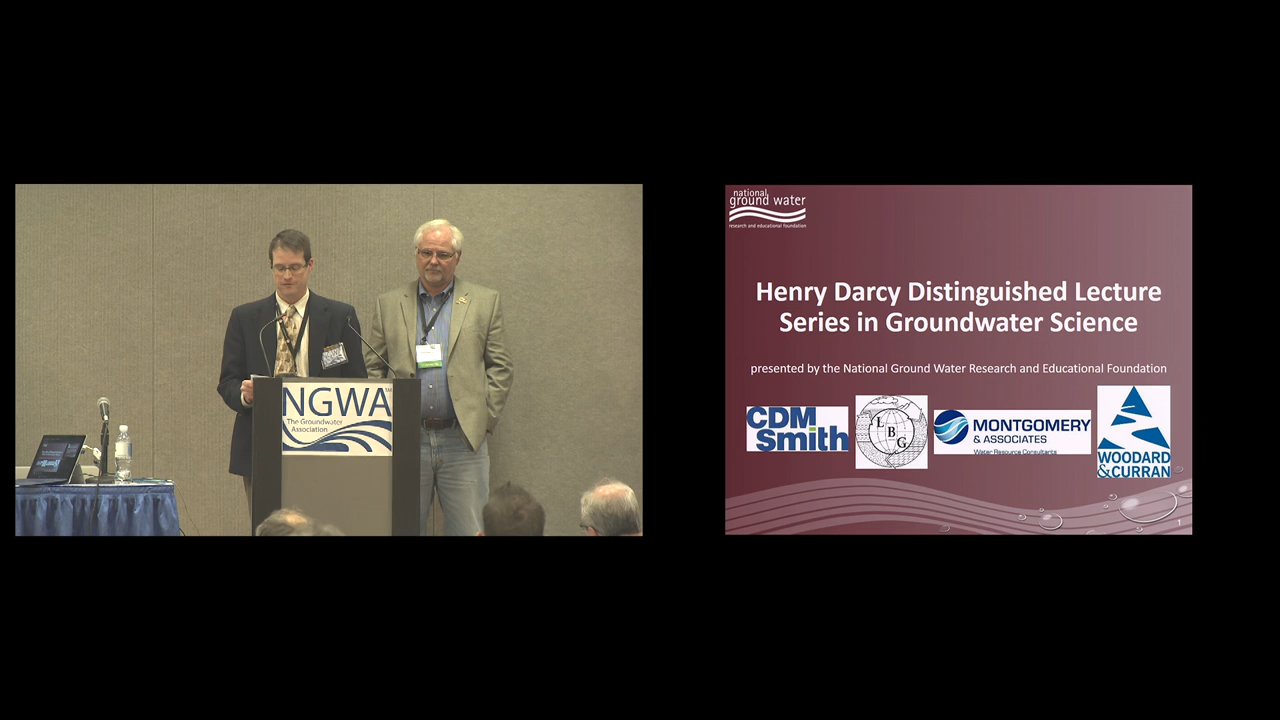 NGWA
SM
The Groundwater
Association
national
ground water
research and educational foundation
Henry Darcy Distinguished Lecture
Series in Groundwater Science
presented by the National Ground Water Research and Educational Foundation
CDM
Smith
L
B
G
MONTGOMERY
& ASSOCIATES
Water Resource Consultants
WOODARD
&CURRAN
1